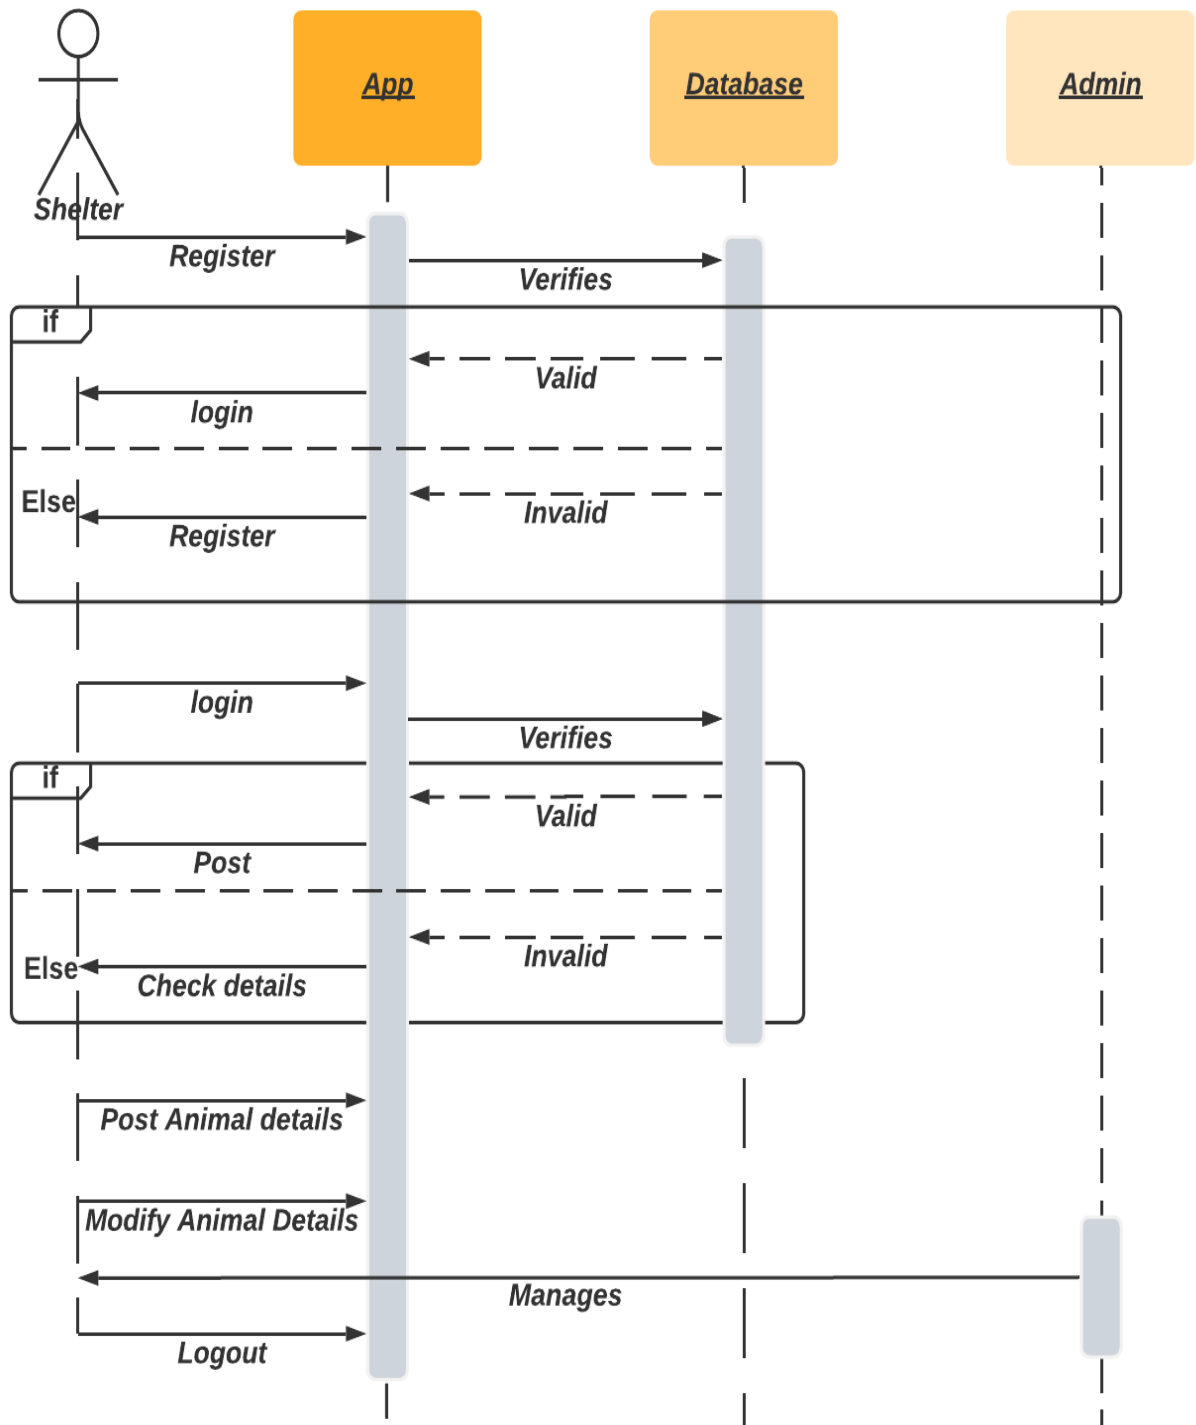 App
Database
Admin
Shelter
Register
Verifies
if
Valid
login
Else
Invalid
Register
login
Verifies
if
Valid
Post
Invalid
Else
Check details
Post Animal details
Modify Animal Details
Manages
Logout